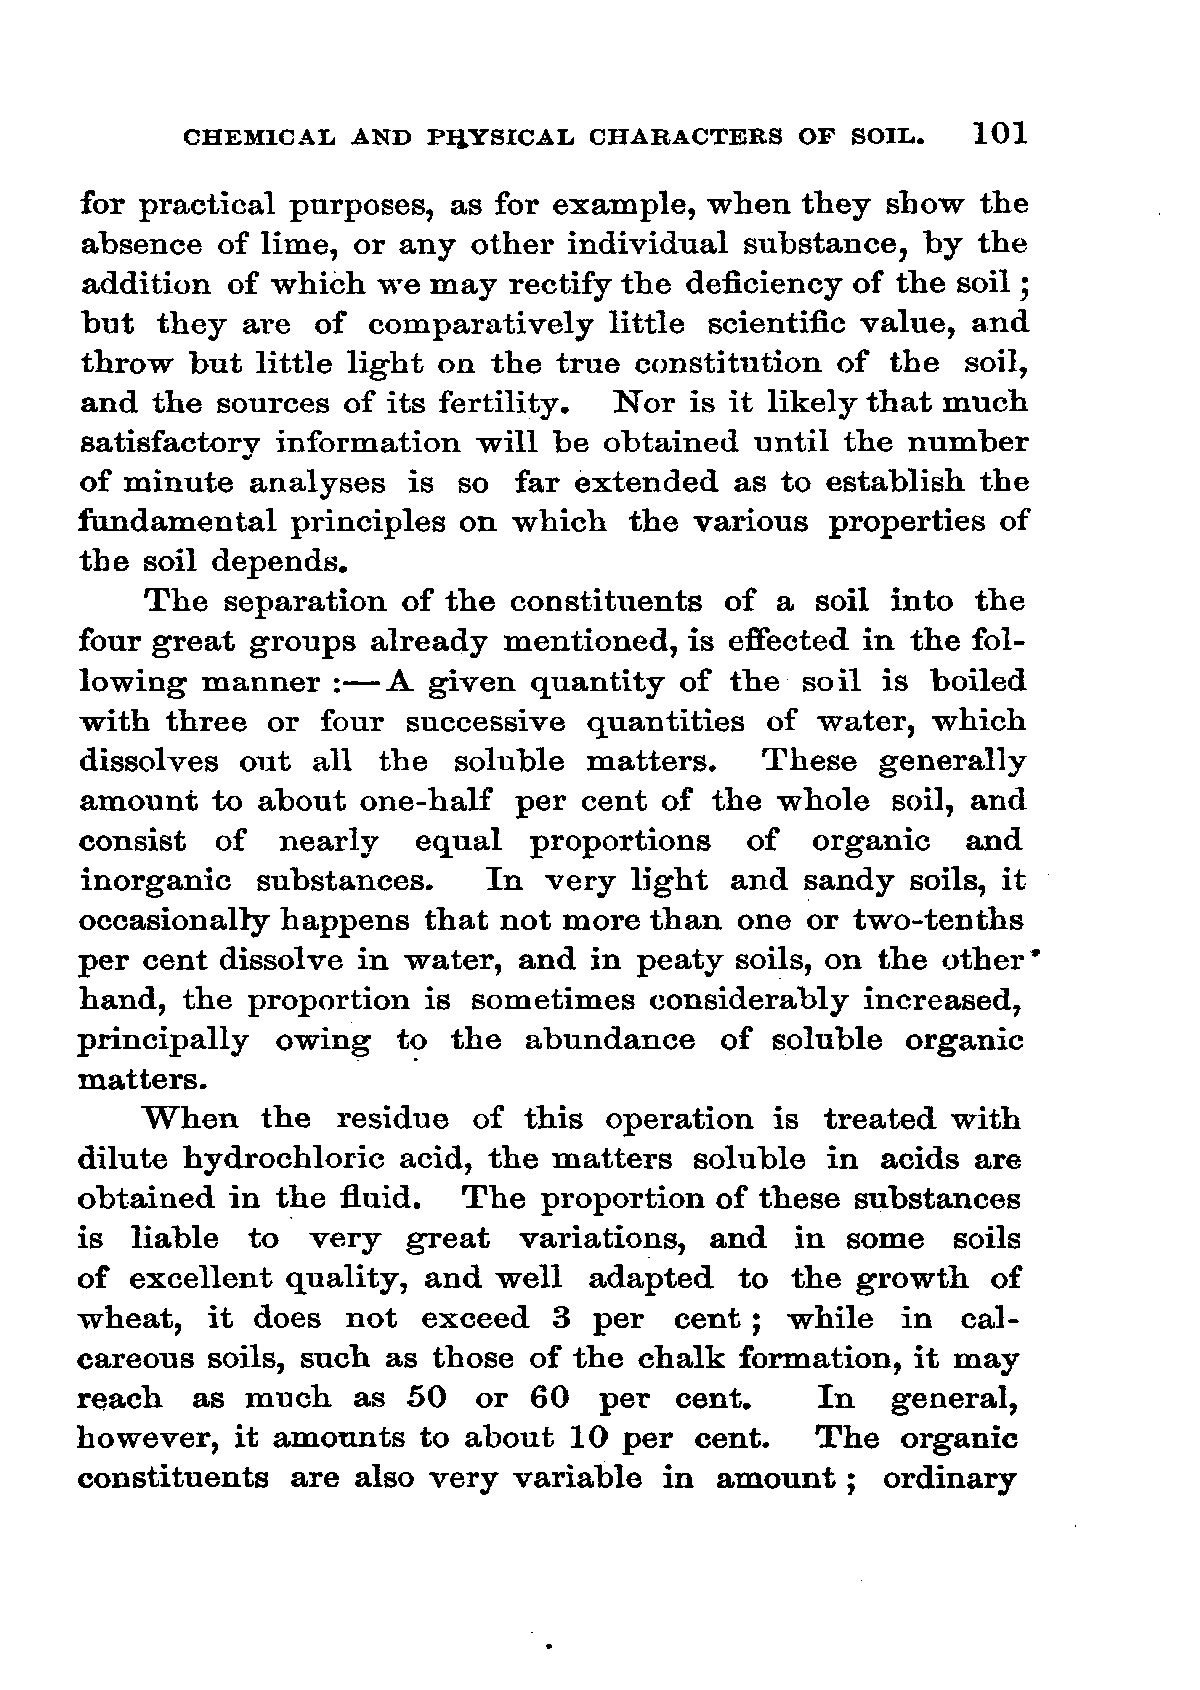 CHEMICAL AND PHYSICAL CHARACTERS OF SOIL. 101
for practical purposes, as for example, when they show the
absence of lime, or any other individual substance, by the
addition of which we may rectify the deficiency of the soil ;
but they are of comparatively little scientific value, and
throw but little light on the true constitution of the soil,
and the sources of its fertility. Nor is it likely that much
satisfactory information will be obtained until the number
of minute analyses is so far extended as to establish the
fundamental principles on which the various properties of
the soil depends.
The separation of the constituents of a soil into the
four great groups already mentioned, is effected in the fol-
lowing manner :—A given quantity of the soil is boiled
with three or four successive quantities of water, which
dissolves out all the soluble matters. These generally
amount to about one-half per cent of the whole soil, and
consist of nearly equal proportions of organic and
inorganic substances. In very light and sandy soils, it
occasionally happens that not more than one or two-tenths
per cent dissolve in water, and in peaty soils, on the other
hand, the proportion is sometimes considerably increased,
principally owing to the abundance of soluble organic
matters.
When the residue of this operation is treated with
dilute hydrochloric acid, the matters soluble in acids are
obtained in the fluid. The proportion of these substances
is liable to very great variations, and in some soils
of excellent quality, and well adapted to the growth of
wheat, it does not exceed 3 per cent ; while in cal-
careous soils, such as those of the chalk formation, it may
reach as much as 50 or 60 per cent. In general,
however, it amounts to about 10 per cent. The organic
constituents are also very variable in amount ; ordinary